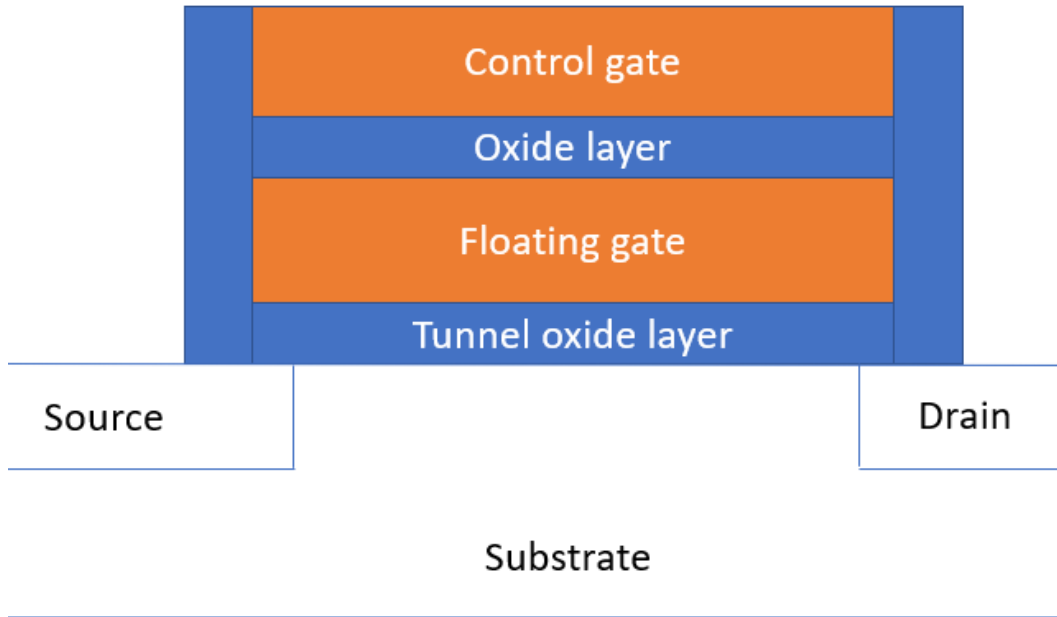 Control gate
Oxide layer
Floating gate
Tunnel oxide layer
Source
Drain
Substrate